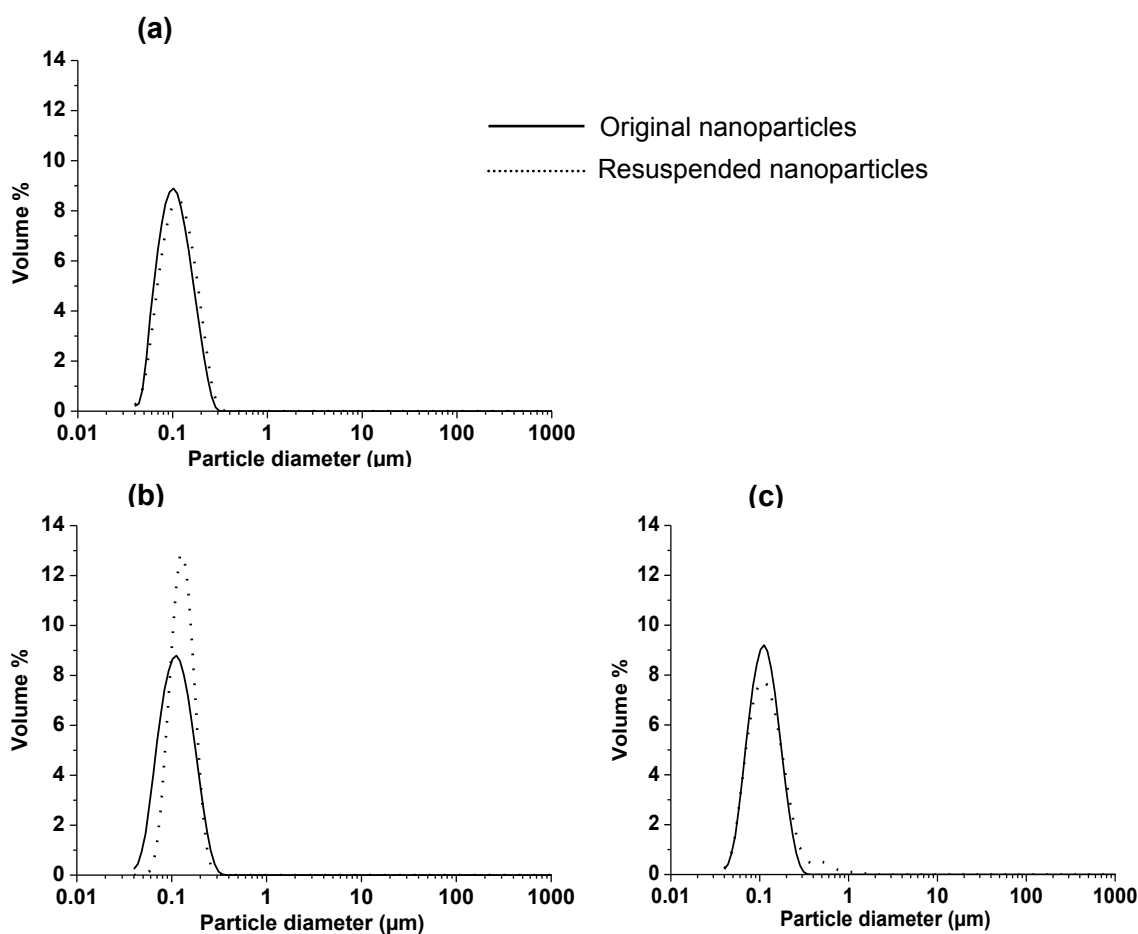 (a)
14
12
10
8
6
4
2
0
Volume %
0.01 0.1 1 10 100 1000
Particle diameter (µm)
Original nanoparticles
Resuspended nanoparticles
(b)
14
12
10
8
6
4
2
0
Volume %
0.01 0.1 1 10 100 1000
Particle diameter (µm)
(c)
14
12
10
8
6
4
2
0
Volume %
0.01 0.1 1 10 100 1000
Particle diameter (µm)